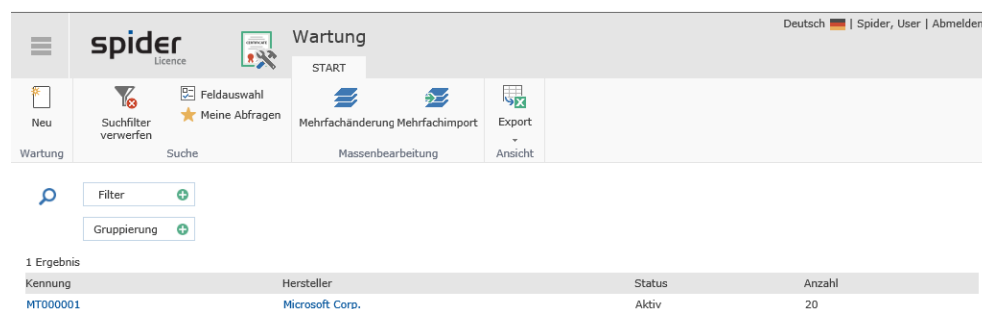 Deutsch | Spider, User | Abmelden
spider
Licence
CERTIFICATE
Wartung
START
Neu
Suchfilter verwerfen
Feldauswahl
Meine Abfragen
Mehrfachänderung
Mehrfachimport
Export
Wartung
Suche
Massenbearbeitung
Ansicht
Filter
Gruppierung
1 Ergebnis
Kennung Hersteller Status Anzahl
MT000001 Microsoft Corp. Aktiv 20